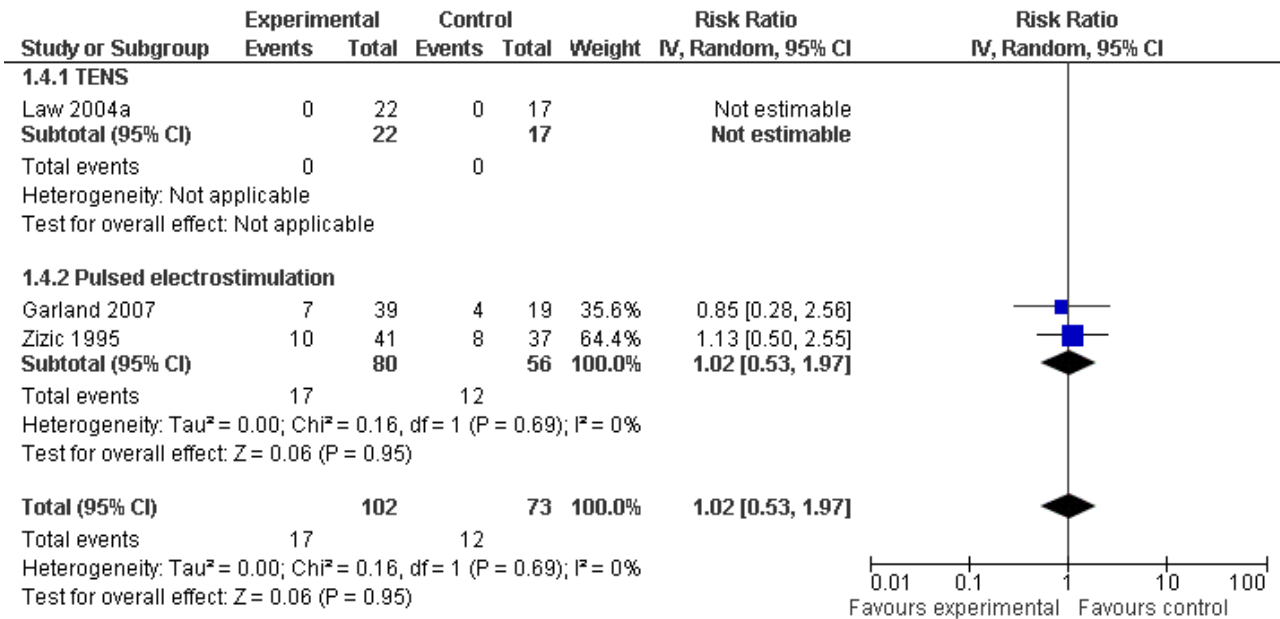 Experimental Control Risk Ratio Risk Ratio
Study or Subgroup Events Total Events Total Weight IV, Random, 95% CI IV, Random, 95% CI
1.4.1 TENS
Law 2004a 0 22 0 17 Not estimable
Subtotal (95% CI) 22 17 Not estimable
Total events 0 0
Heterogeneity: Not applicable
Test for overall effect: Not applicable
1.4.2 Pulsed electrostimulation
Garland 2007 7 39 4 19 35.6% 0.85 [0.28, 2.56]
Zizic 1995 10 41 8 37 64.4% 1.13 [0.50, 2.55]
Subtotal (95% CI) 80 56 100.0% 1.02 [0.53, 1.97]
Total events 17 12
Heterogeneity: Tau² = 0.00; Chi² = 0.16, df = 1 (P = 0.69); I² = 0%
Test for overall effect: Z = 0.06 (P = 0.95)
Total (95% CI) 102 73 100.0% 1.02 [0.53, 1.97]
Total events 17 12
Heterogeneity: Tau² = 0.00; Chi² = 0.16, df = 1 (P = 0.69); I² = 0%
Test for overall effect: Z = 0.06 (P = 0.95)
0.01 0.1 1 10 100
Favours experimental Favours control